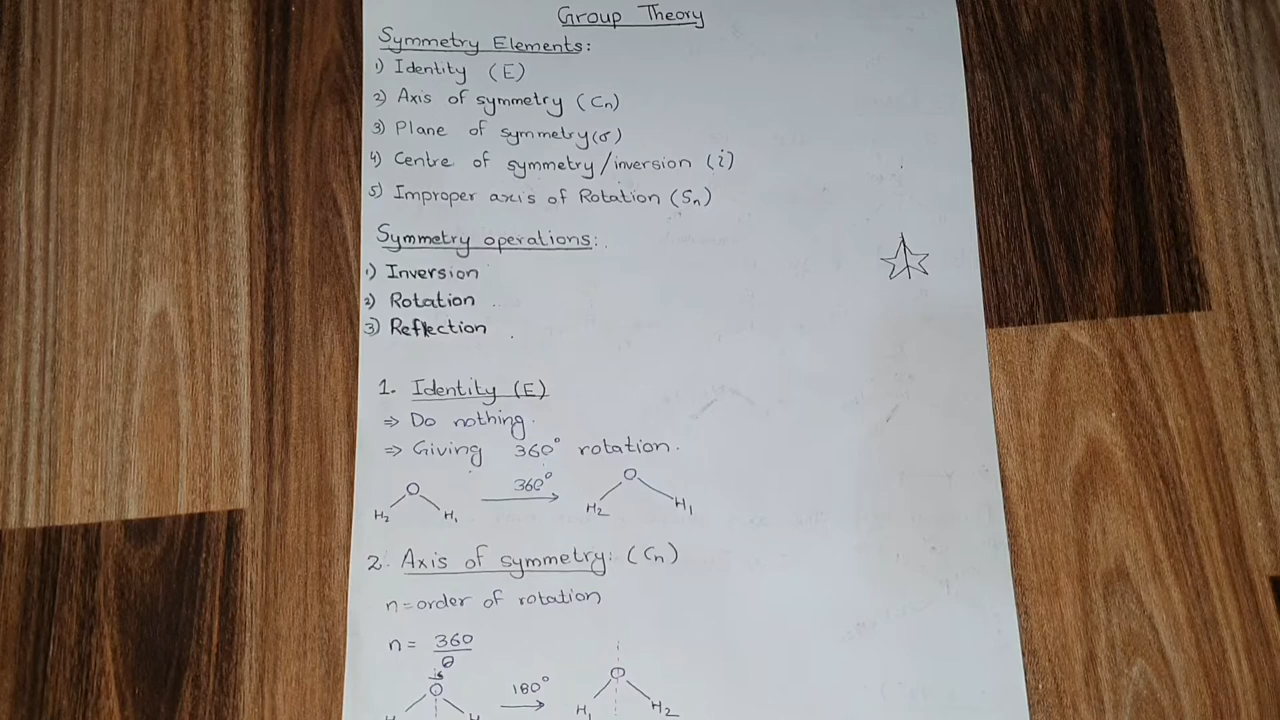 Group Theory
Symmetry Elements:
1) Identity (E)
2) Axis of symmetry (Cn)
3) Plane of symmetry (σ)
4) Centre of symmetry/inversion (i)
5) Improper axis of Rotation (Sn)
Symmetry operations:
1) Inversion
2) Rotation
3) Reflection
1. Identity (E)
⇒ Do nothing.
⇒ Giving 360° rotation.
O 360° O
H2 H1 H2 H1
2. Axis of symmetry: (Cn)
n=order of rotation
n= 360
θ
O 180° O
H H H1 H2